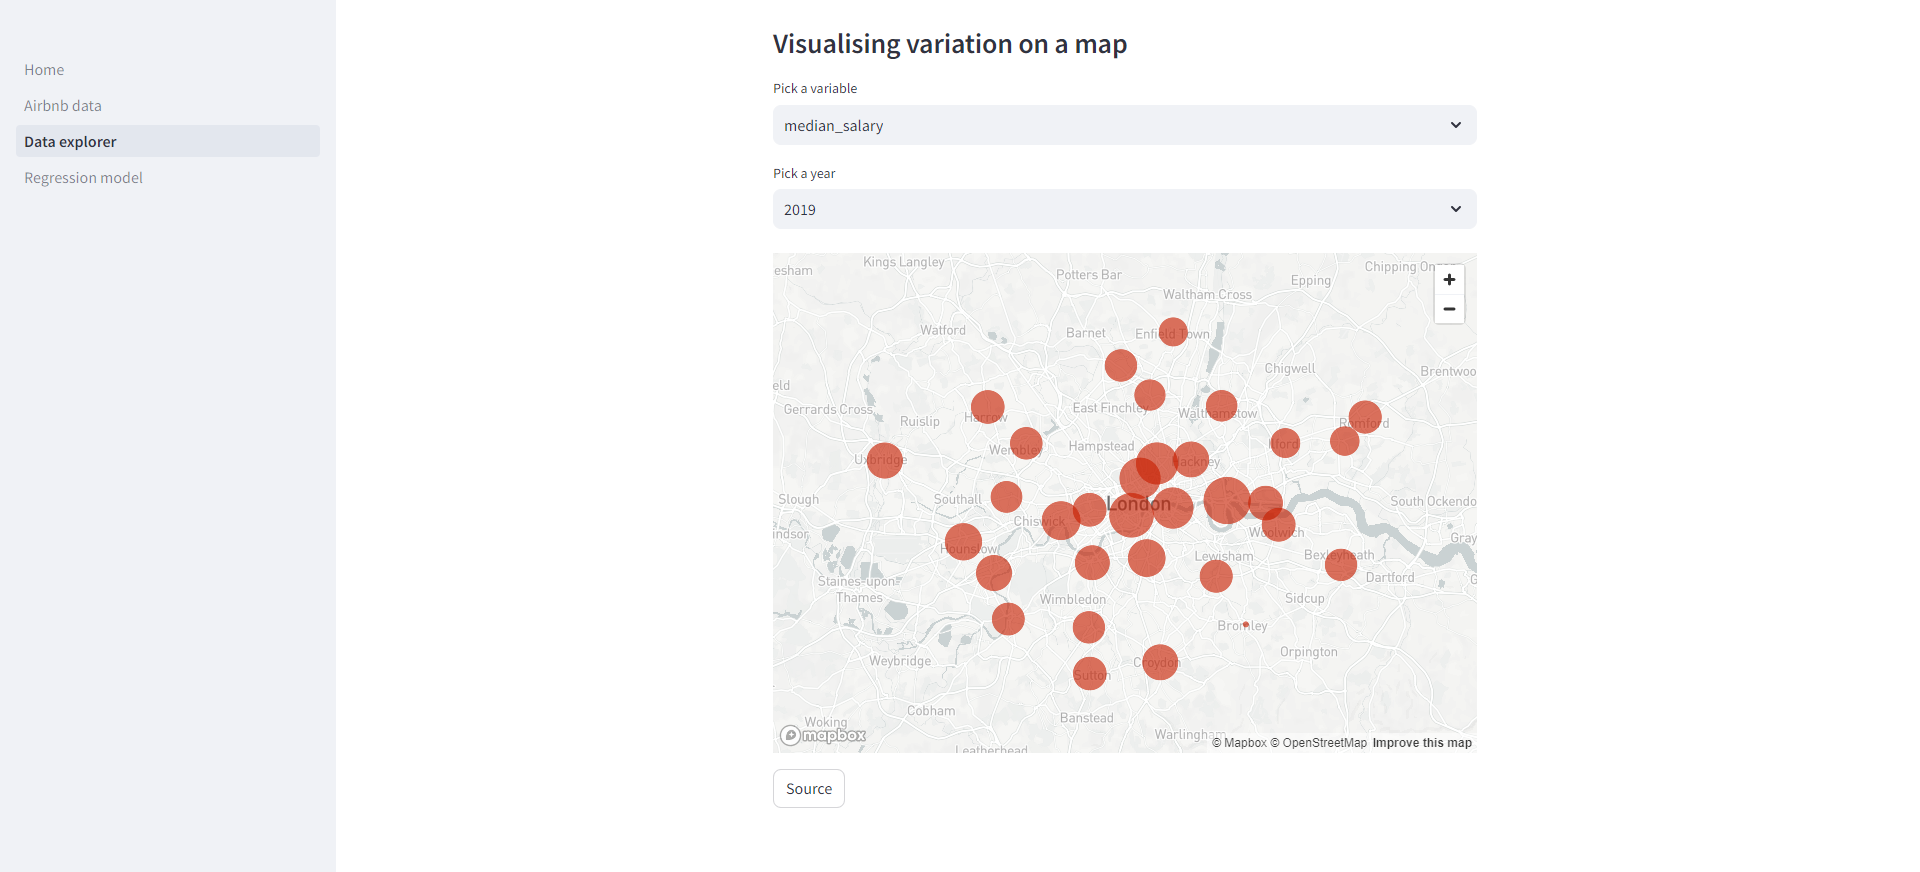 Home
Airbnb data
Data explorer
Regression model
Visualising variation on a map
Pick a variable
median_salary
Pick a year
2019
esham
Kings Langley
Potters Bar
Chipping On
Epping
Waltham Cross
Watford
Barnet
Enfield Town
Chigwell
Brentwoo
eld
Gerrards Cross
Ruislip
Harrow
East Finchley
Walthamstow
Romford
Wembley
Hampstead
Ilford
Uxbridge
Hackney
Slough
Southall
London
South Ockendo
Chiswick
Woolwich
indsor
Hounslow
Gray
Lewisham
Bexleyheath
Staines-upon-
Thames
Dartford
G
Wimbledon
Sidcup
Bromley
Weybridge
Croydon
Orpington
Sutton
Cobham
Banstead
Woking
Warlingham
Leatherhead
mapbox
© Mapbox © OpenStreetMap Improve this map
Source